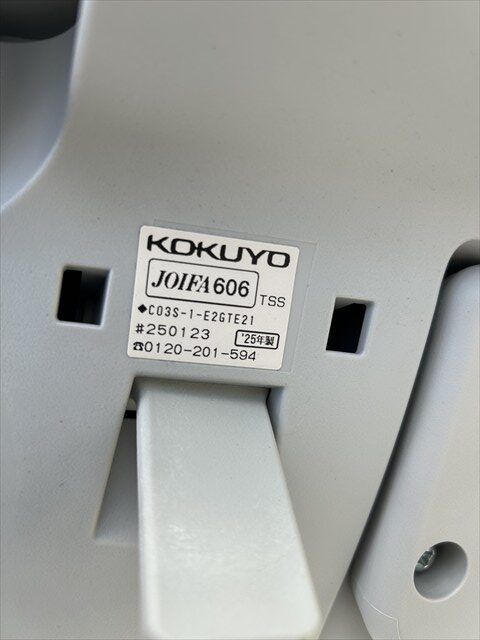 KOKUYO
JOIFA606 TSS
◆C03S-1-E2GTE21
#250123 '25年製
☎0120-201-594